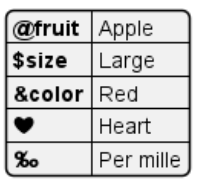 @fruit Apple
$size Large
&color Red
♥ Heart
‰ Per mille